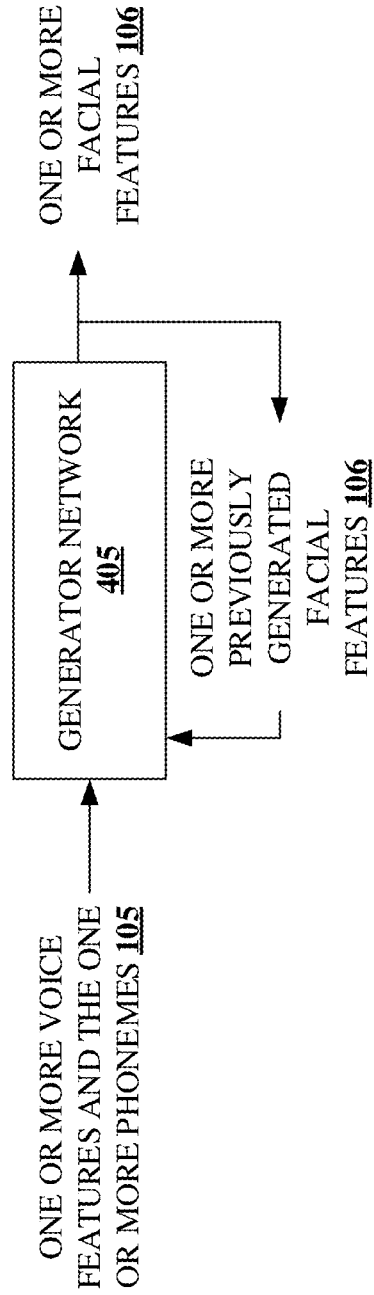 ONE OR MORE VOICE
FEATURES AND THE ONE
OR MORE PHONEMES 105
GENERATOR NETWORK
405
ONE OR MORE
PREVIOUSLY
GENERATED
FACIAL
FEATURES 106
ONE OR MORE
FACIAL
FEATURES 106